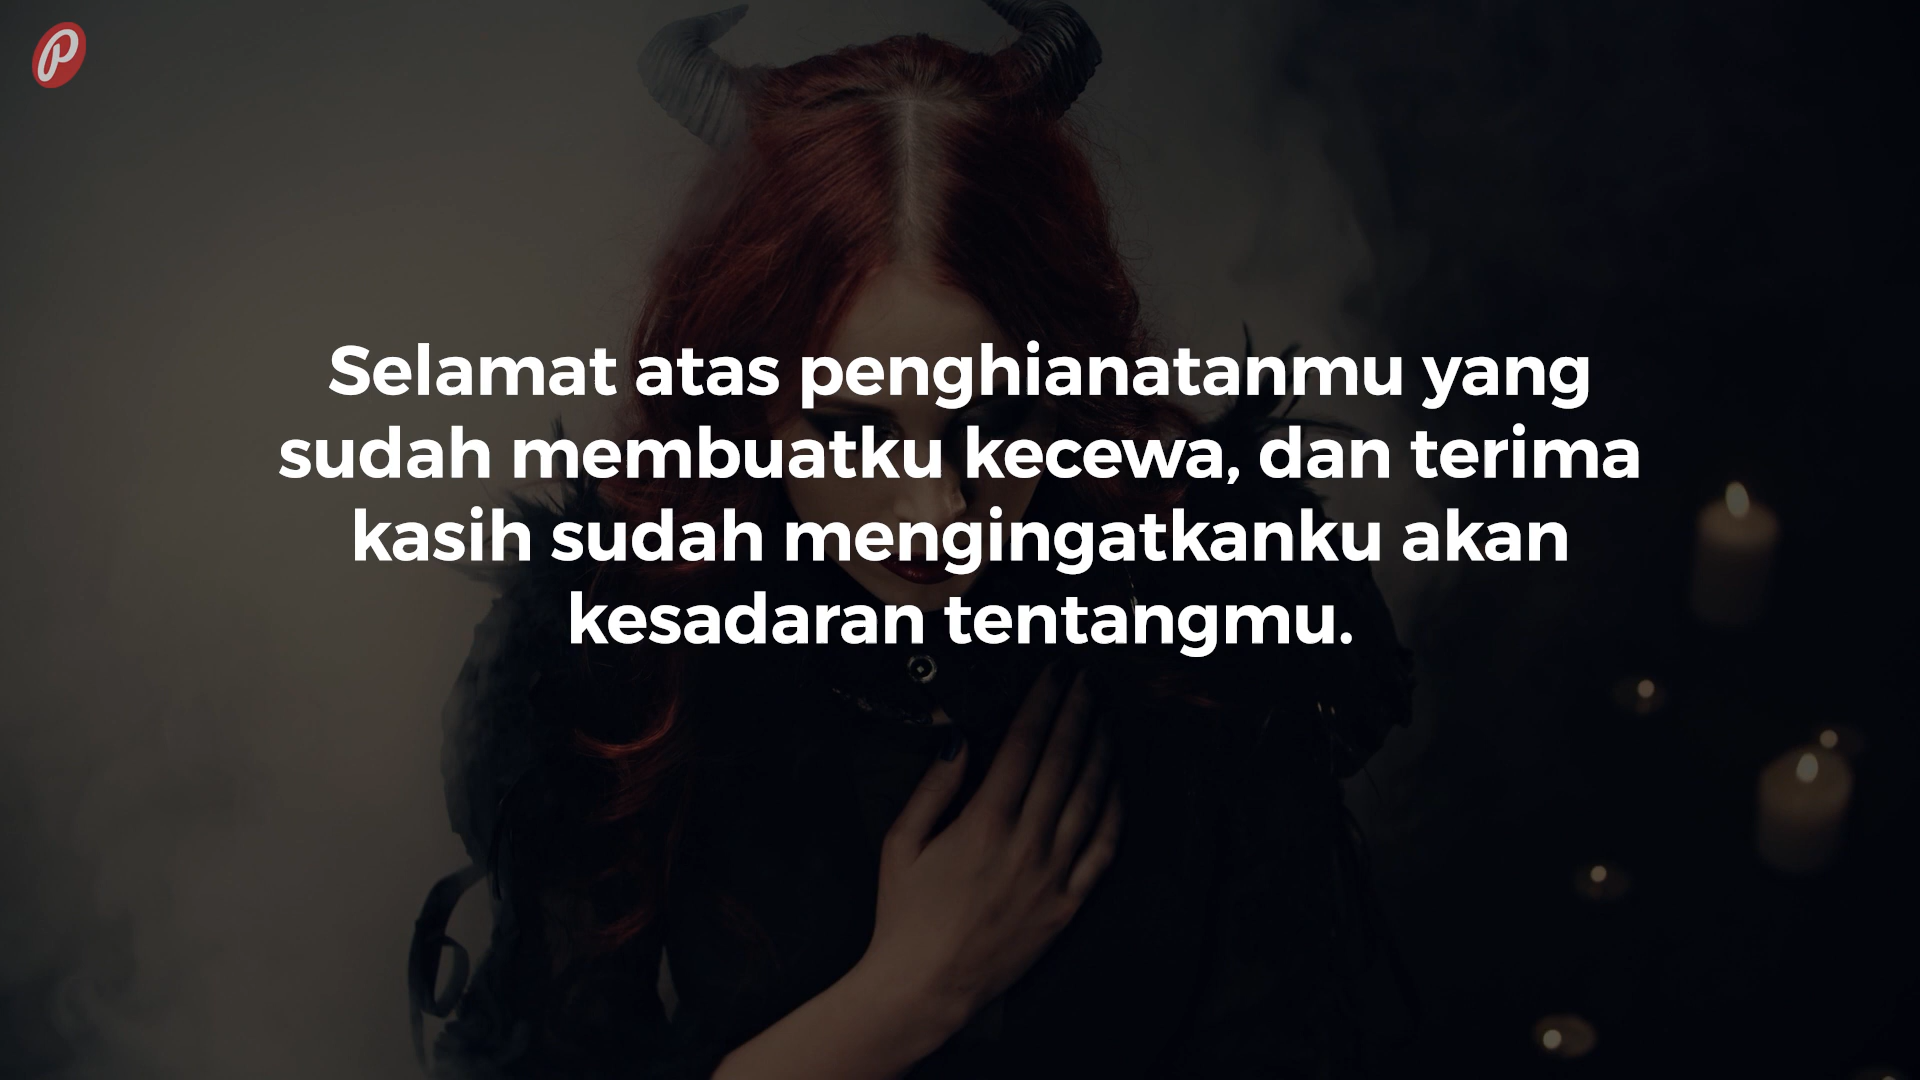 Selamat atas penghianatanmu yang
sudah membuatku kecewa, dan terima
kasih sudah mengingatkanku akan
kesadaran tentangmu.